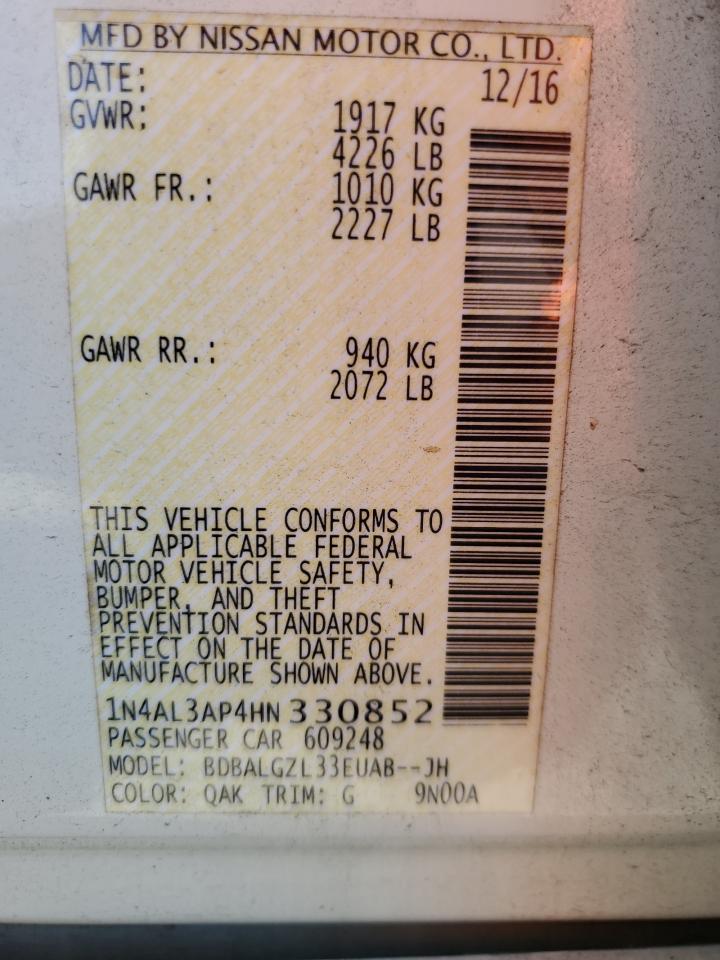 MFD BY NISSAN MOTOR CO., LTD.
DATE: 12/16
GVWR: 1917 KG
4226 LB
GAWR FR.: 1010 KG
2227 LB
GAWR RR.: 940 KG
2072 LB
THIS VEHICLE CONFORMS TO
ALL APPLICABLE FEDERAL
MOTOR VEHICLE SAFETY,
BUMPER, AND THEFT
PREVENTION STANDARDS IN
EFFECT ON THE DATE OF
MANUFACTURE SHOWN ABOVE.
1N4AL3AP4HN 330852
PASSENGER CAR 609248
MODEL: BDBALGZL33EUAB--JH
COLOR: QAK TRIM: G 9N00A